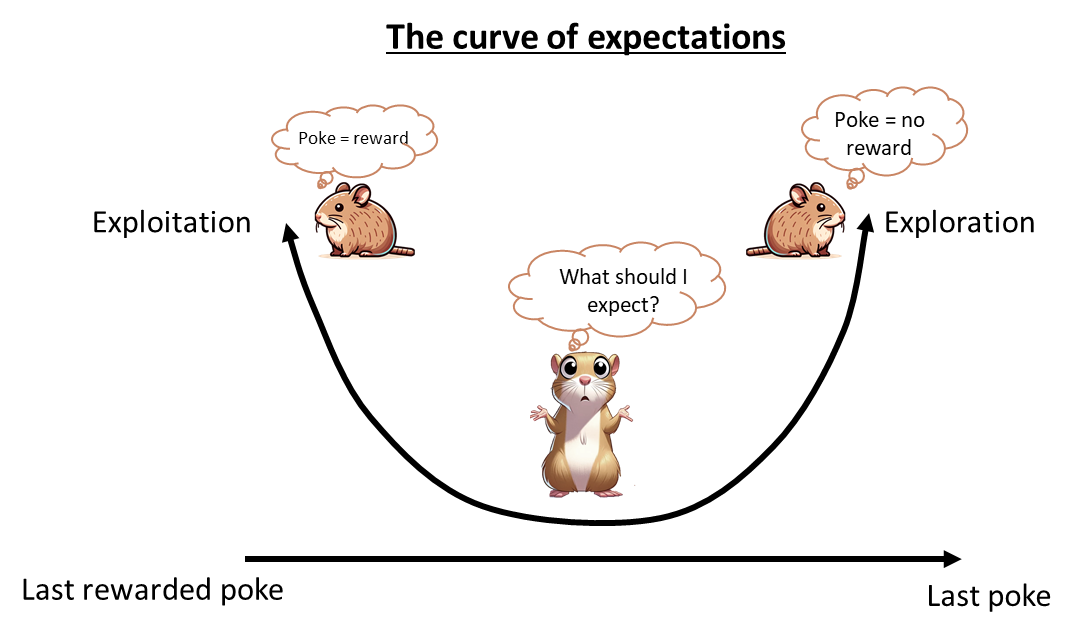 The curve of expectations
Poke = reward
Poke = no
reward
Exploitation
Exploration
What should I
expect?
Last rewarded poke
Last poke